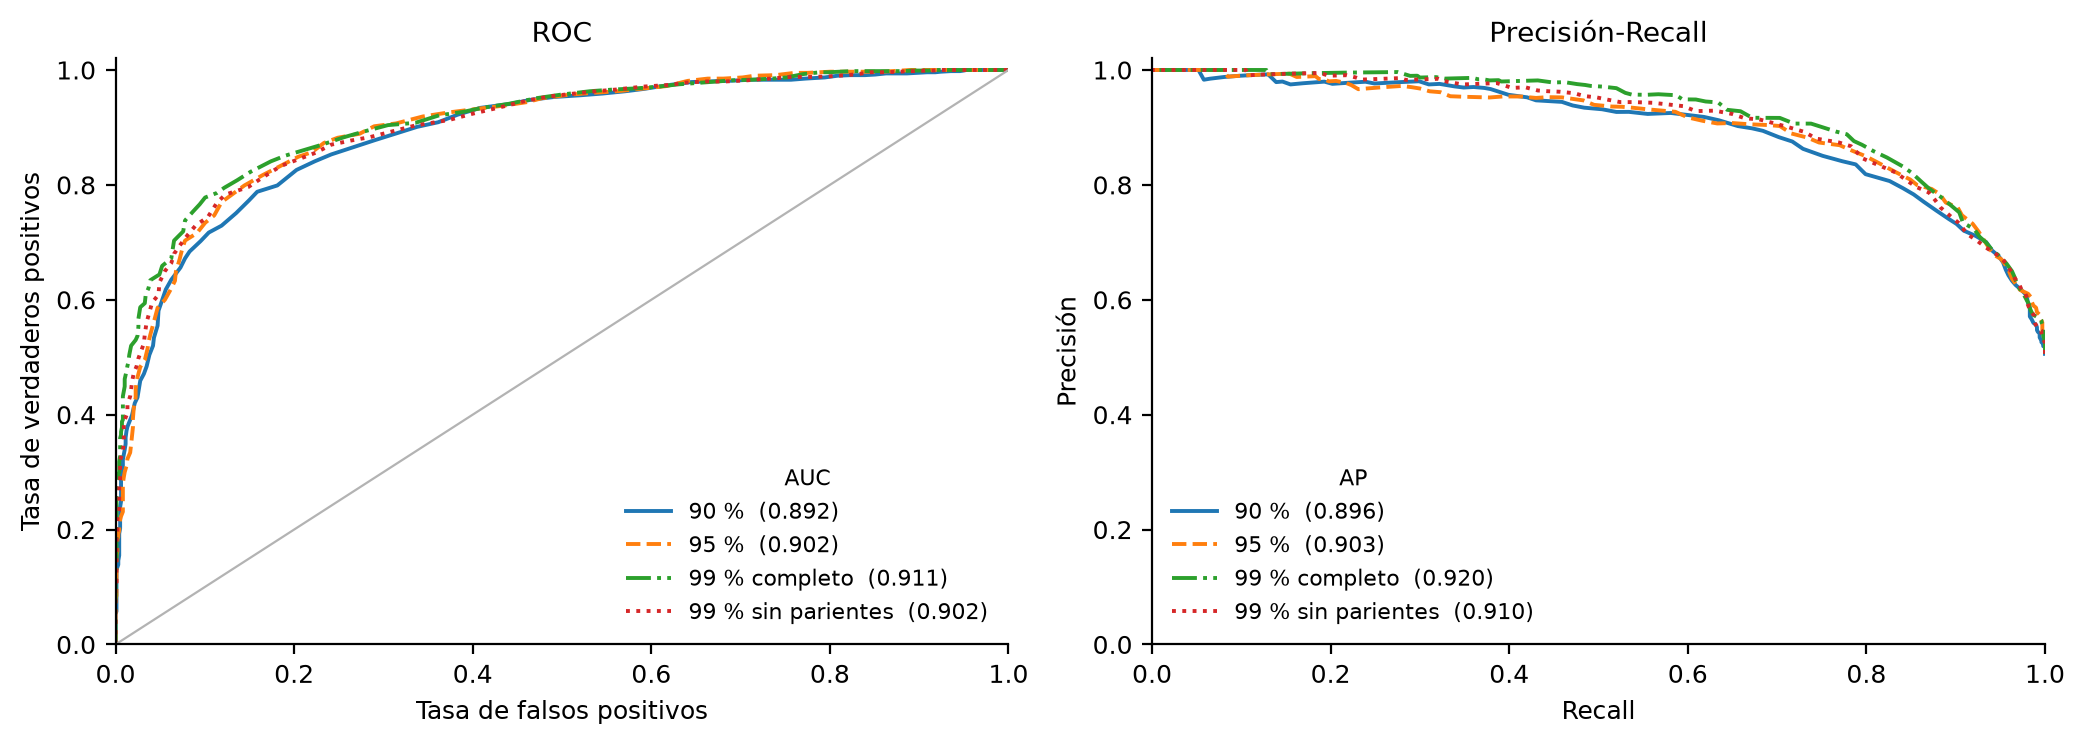 ROC
Tasa de verdaderos positivos
1.0
0.8
0.6
0.4
0.2
0.0
AUC
90 % (0.892)
95 % (0.902)
99 % completo (0.911)
99 % sin parientes (0.902)
0.0 0.2 0.4 0.6 0.8 1.0
Tasa de falsos positivos
Precisión-Recall
Precisión
1.0
0.8
0.6
0.4
0.2
0.0
AP
90 % (0.896)
95 % (0.903)
99 % completo (0.920)
99 % sin parientes (0.910)
0.0 0.2 0.4 0.6 0.8 1.0
Recall